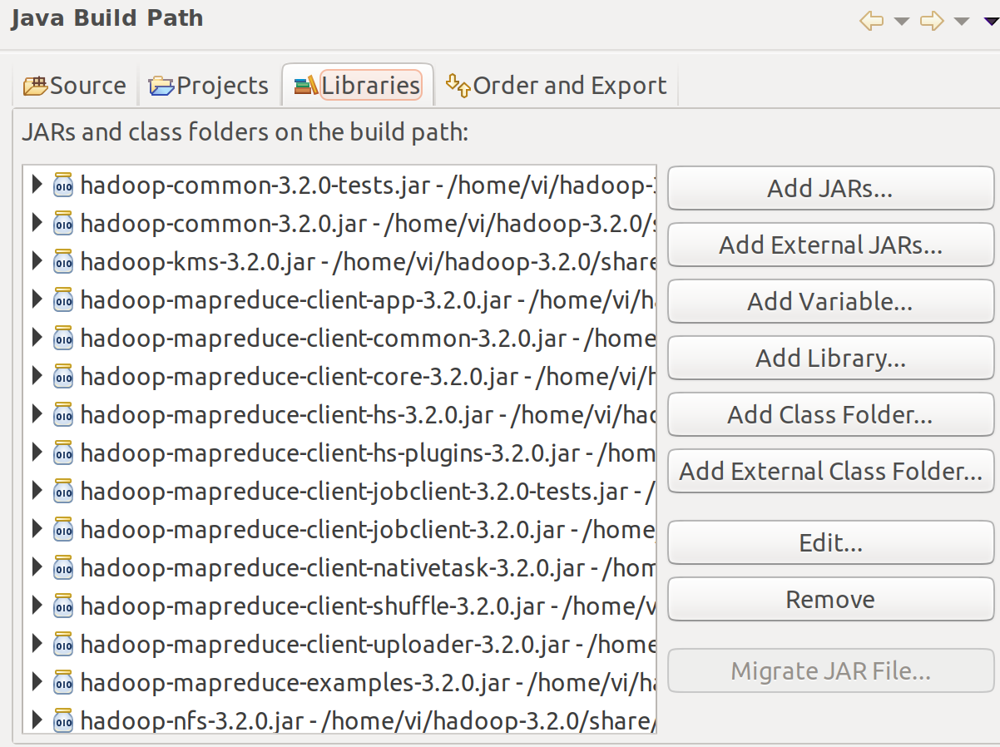 Java Build Path
Source Projects Libraries Order and Export
JARs and class folders on the build path:
hadoop-common-3.2.0-tests.jar - /home/vi/hadoop-
hadoop-common-3.2.0.jar - /home/vi/hadoop-3.2.0/s
hadoop-kms-3.2.0.jar - /home/vi/hadoop-3.2.0/share
hadoop-mapreduce-client-app-3.2.0.jar - /home/vi/ha
hadoop-mapreduce-client-common-3.2.0.jar - /home
hadoop-mapreduce-client-core-3.2.0.jar - /home/vi/h
hadoop-mapreduce-client-hs-3.2.0.jar - /home/vi/had
hadoop-mapreduce-client-hs-plugins-3.2.0.jar - /hom
hadoop-mapreduce-client-jobclient-3.2.0-tests.jar - /
hadoop-mapreduce-client-jobclient-3.2.0.jar - /home
hadoop-mapreduce-client-nativetask-3.2.0.jar - /hom
hadoop-mapreduce-client-shuffle-3.2.0.jar - /home/v
hadoop-mapreduce-client-uploader-3.2.0.jar - /home
hadoop-mapreduce-examples-3.2.0.jar - /home/vi/ha
hadoop-nfs-3.2.0.jar - /home/vi/hadoop-3.2.0/share/
Add JARs...
Add External JARs...
Add Variable...
Add Library...
Add Class Folder...
Add External Class Folder...
Edit...
Remove
Migrate JAR File...